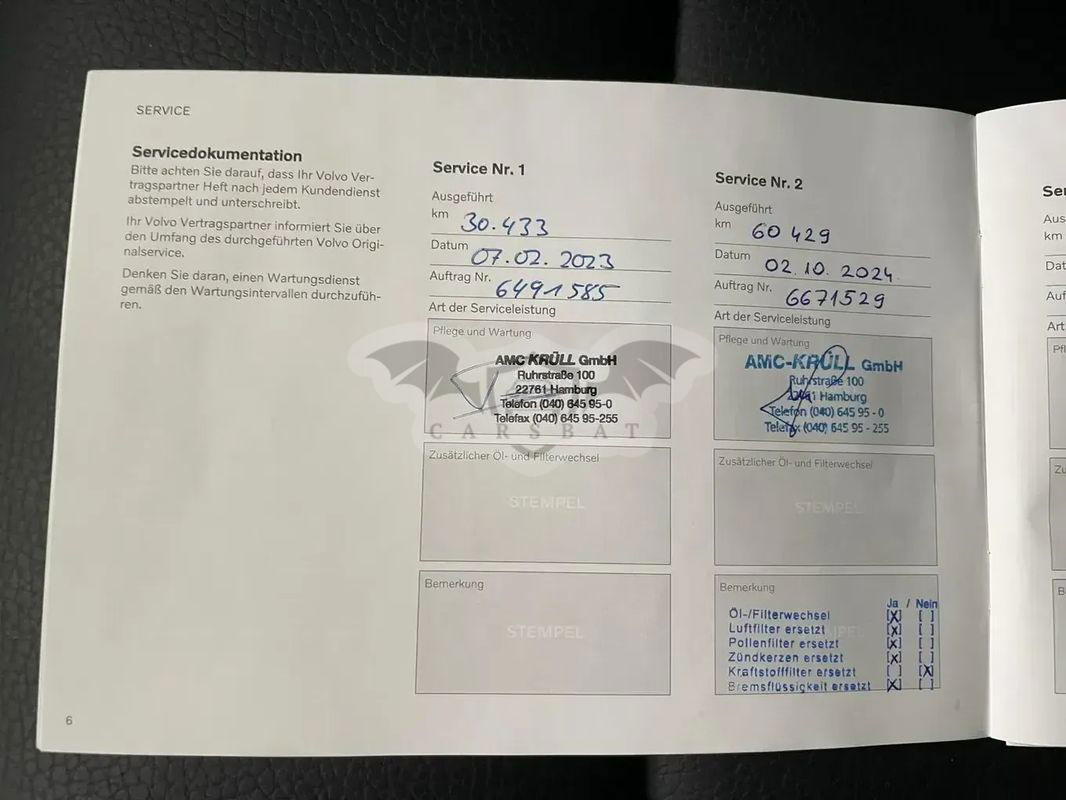 SERVICE
Servicedokumentation
Bitte achten Sie darauf, dass Ihr Volvo Ver-
tragspartner Heft nach jedem Kundendienst
abstempelt und unterschreibt.
Ihr Volvo Vertragspartner informiert Sie über
den Umfang des durchgeführten Volvo Origi-
nalservice.
Denken Sie daran, einen Wartungsdienst
gemäß den Wartungsintervallen durchzufüh-
ren.
6
Service Nr. 1
Ausgeführt
km 30.433
Datum 07.02.2023
Auftrag Nr. 6491585
Art der Serviceleistung
Pflege und Wartung
AMC KRÜLL GmbH
Ruhrstraße 100
22761 Hamburg
Telefon (040) 645 95-0
Telefax (040) 645 95-255
CARSBAT
Zusätzlicher Öl- und Filterwechsel
STEMPEL
Bemerkung
STEMPEL
Service Nr. 2
Ausgeführt
km 60 429
Datum 02.10.2024
Auftrag Nr. 6671529
Art der Serviceleistung
Pflege und Wartung
AMC-KRÜLL GmbH
Ruhrstraße 100
22761 Hamburg
Telefon (040) 645 95 - 0
Telefax (040) 645 95 - 255
Zusätzlicher Öl- und Filterwechsel
STEMPEL
Bemerkung
Ja / Nein
Öl-/Filterwechsel [X] [ ]
Luftfilter ersetzt [X] [ ]
Pollenfilter ersetzt [X] [ ]
Zündkerzen ersetzt [X] [ ]
Kraftstofffilter ersetzt [ ] [X]
Bremsflüssigkeit ersetzt [X] [ ]
Ausg
km
Art